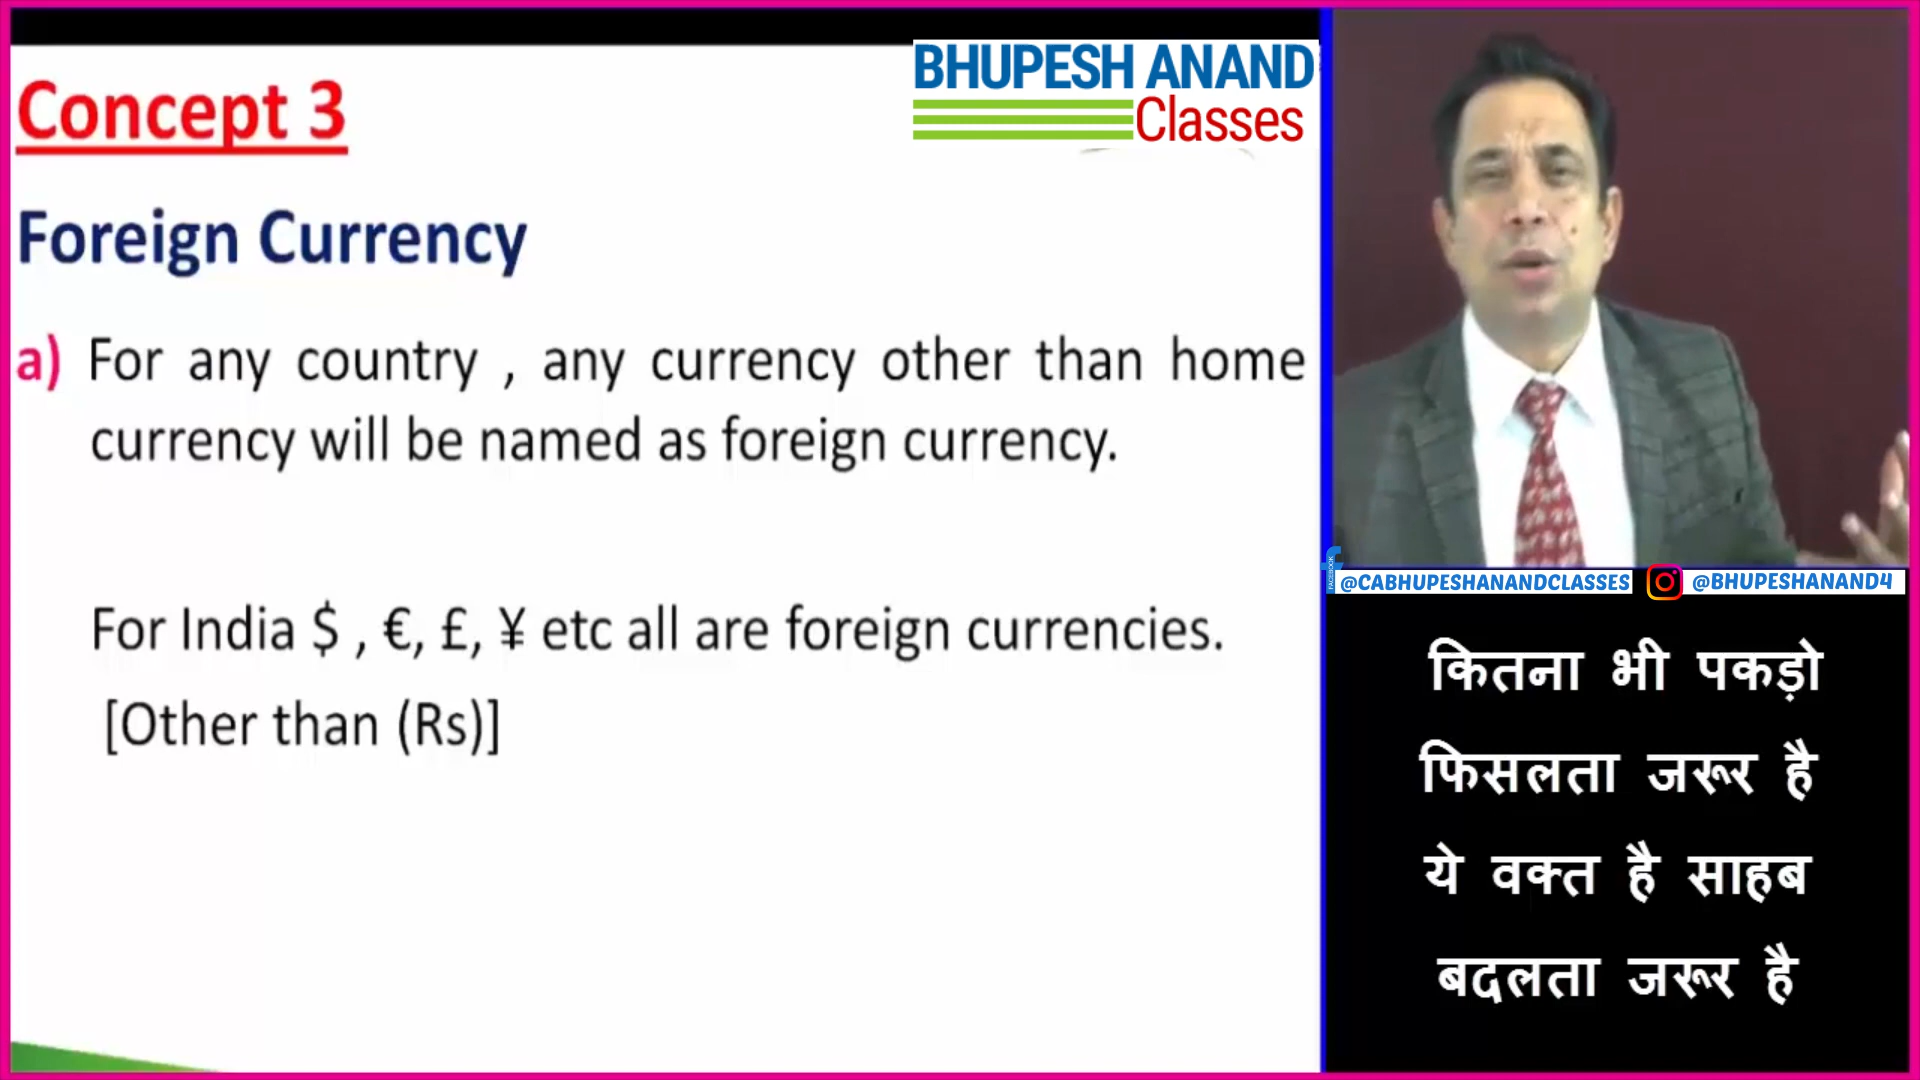 BHUPESH ANAND
Classes
Concept 3
Foreign Currency
a) For any country , any currency other than home
currency will be named as foreign currency.
For India $ , €, £, ¥ etc all are foreign currencies.
[Other than (Rs)]
FACEBOOK
@CABHUPESHANANDCLASSES
@BHUPESHANAND4
कितना भी पकड़ो
फिसलता जरूर है
ये वक्त है साहब
बदलता जरूर है